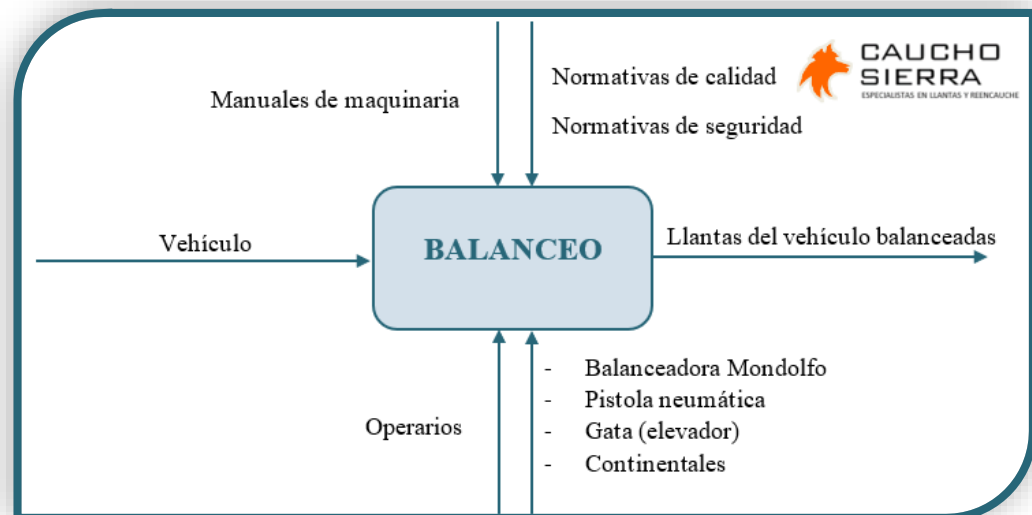 CAUCHO
SIERRA
ESPECIALISTAS EN LLANTAS Y REENCAUCHE
Manuales de maquinaria
Normativas de calidad
Normativas de seguridad
Vehículo
BALANCEO
Llantas del vehículo balanceadas
Operarios
- Balanceadora Mondolfo
- Pistola neumática
- Gata (elevador)
- Continentales